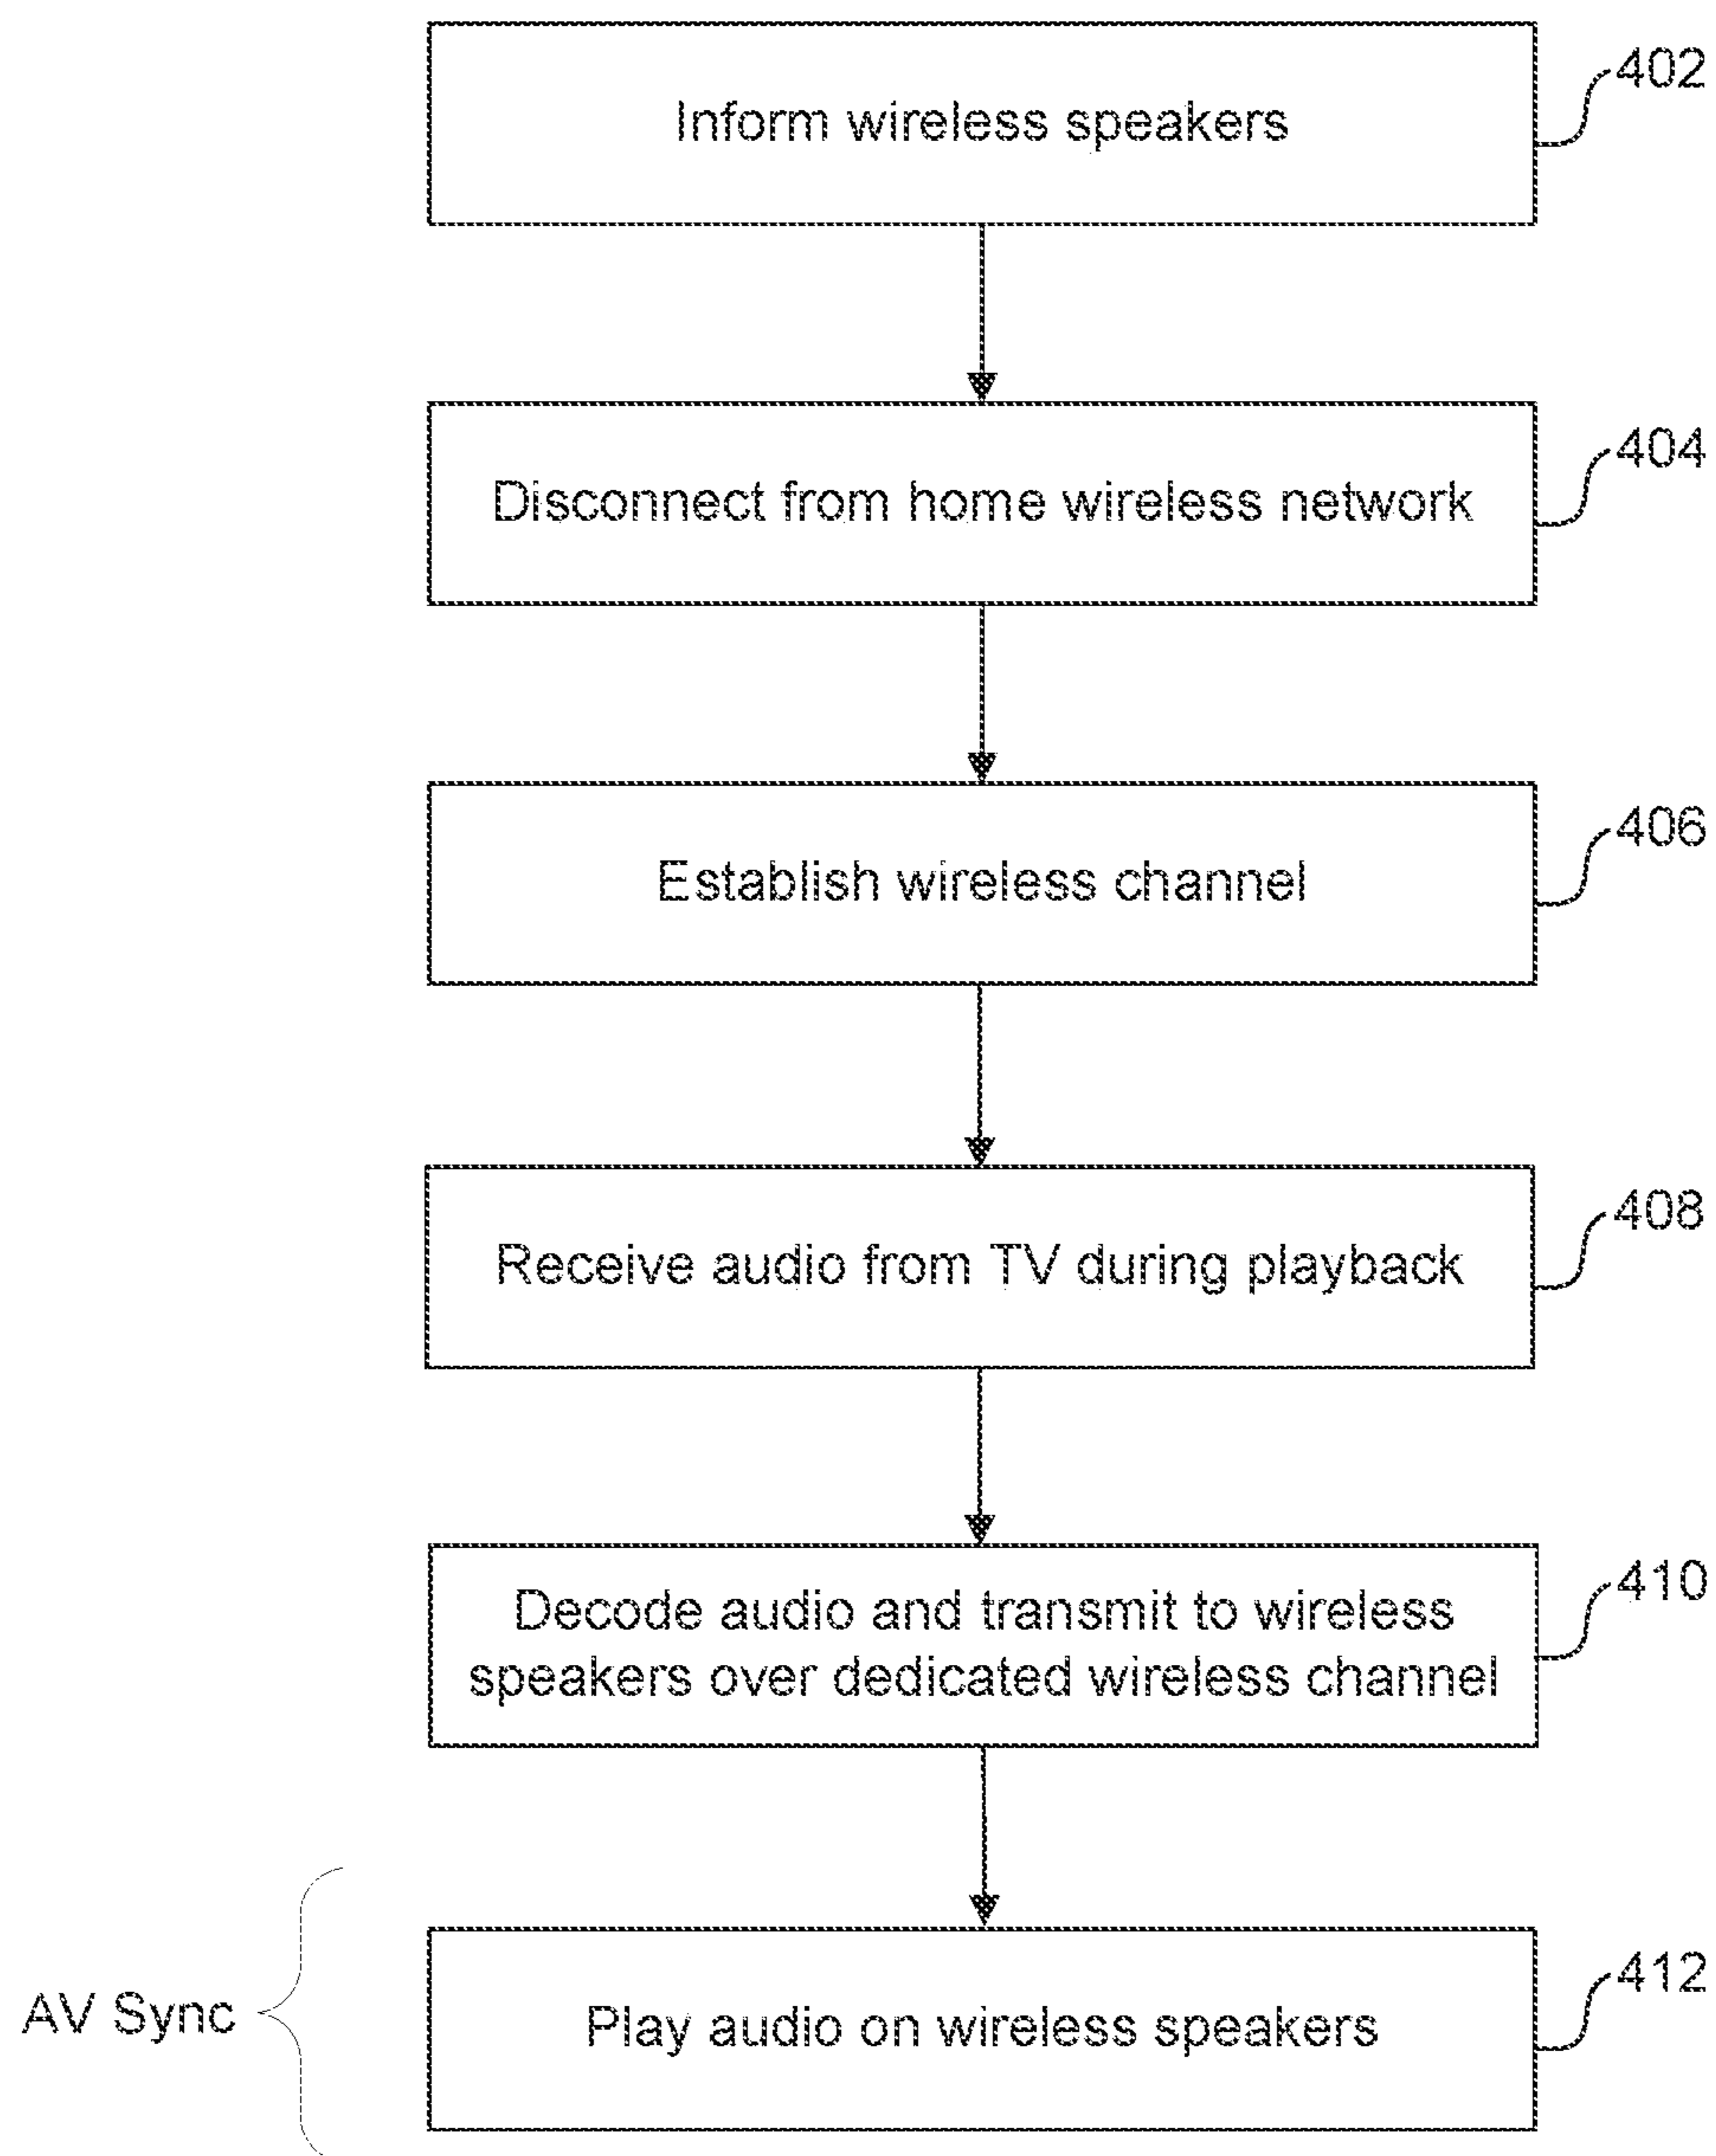 Inform wireless speakers
402
Disconnect from home wireless network
404
Establish wireless channel
406
Receive audio from TV during playback
408
Decode audio and transmit to wireless
speakers over dedicated wireless channel
410
AV Sync
Play audio on wireless speakers
412